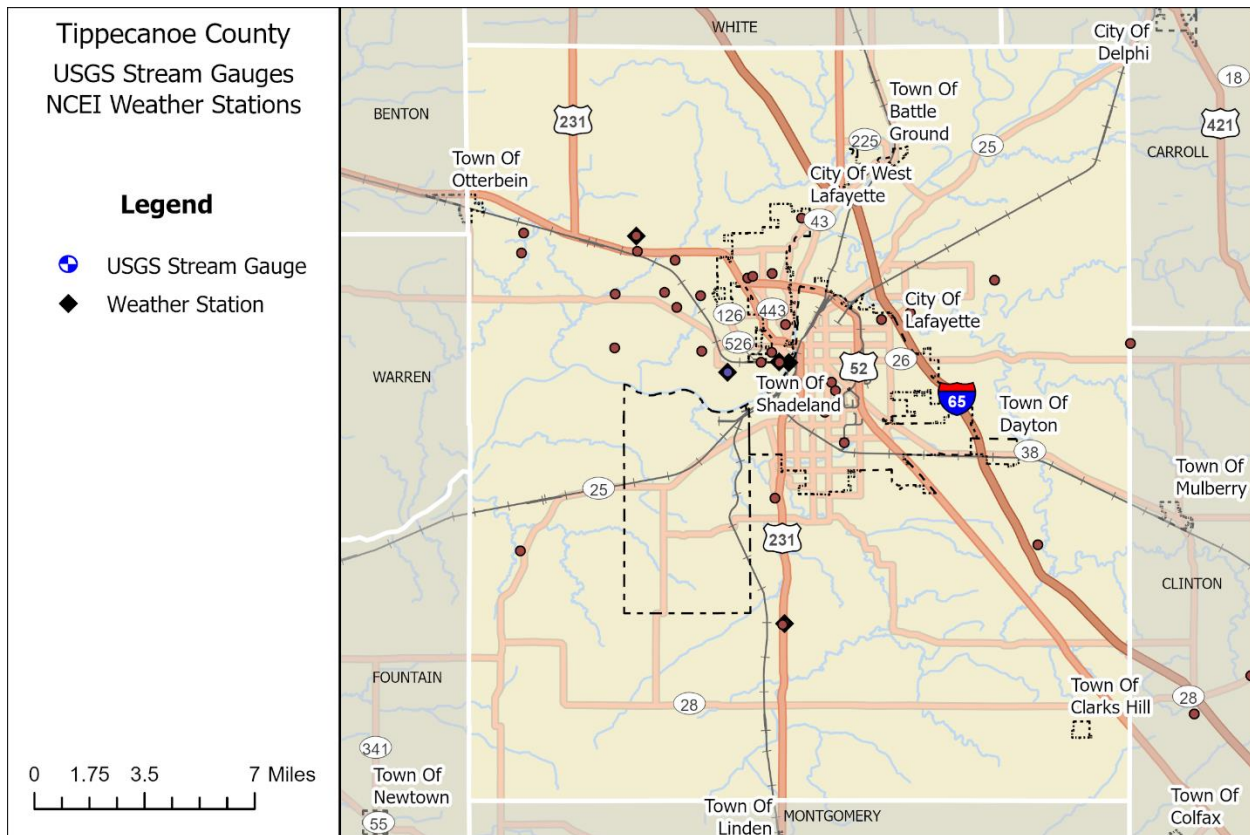 Tippecanoe County
USGS Stream Gauges
NCEI Weather Stations
Legend
USGS Stream Gauge
Weather Station
0 1.75 3.5 7 Miles
WHITE
City Of
Delphi
18
421
BENTON
231
Town Of
Battle
Ground
225
25
CARROLL
Town Of
Otterbein
City Of West
Lafayette
43
126
443
City Of
Lafayette
526
26
52
WARREN
Town Of
Shadeland
65
Town Of
Dayton
38
Town Of
Mulberry
25
231
CLINTON
FOUNTAIN
28
Town Of
Clarks Hill
28
341
Town Of
Newtown
55
Town Of
Linden
MONTGOMERY
Town Of
Colfax